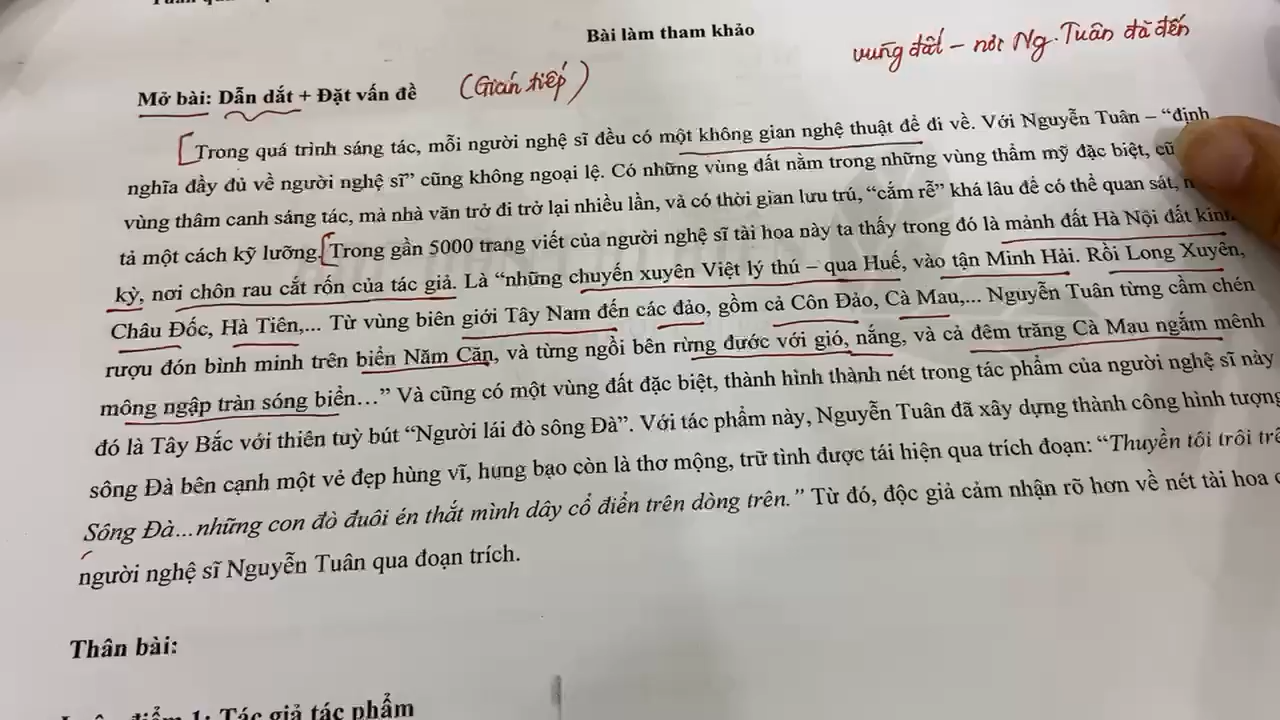 Bài làm tham khảo
vùng đất – nơi Ng. Tuân đã đến
Mở bài: Dẫn dắt + Đặt vấn đề (Gián tiếp)
Trong quá trình sáng tác, mỗi người nghệ sĩ đều có một không gian nghệ thuật để đi về. Với Nguyễn Tuân – “định
nghĩa đầy đủ về người nghệ sĩ” cũng không ngoại lệ. Có những vùng đất nằm trong những vùng thẩm mỹ đặc biệt,
vùng thâm canh sáng tác, mà nhà văn trở đi trở lại nhiều lần, và có thời gian lưu trú, “cắm rễ” khá lâu để có thể quan sát,
tả một cách kỹ lưỡng. Trong gần 5000 trang viết của người nghệ sĩ tài hoa này ta thấy trong đó là mảnh đất Hà Nội đất kinh
kỳ, nơi chôn rau cắt rốn của tác giả. Là “những chuyến xuyên Việt lý thú – qua Huế, vào tận Minh Hải. Rồi Long Xuyên,
Châu Đốc, Hà Tiên,... Từ vùng biên giới Tây Nam đến các đảo, gồm cả Côn Đảo, Cà Mau,... Nguyễn Tuân từng cầm chén
rượu đón bình minh trên biển Năm Căn, và từng ngồi bên rừng đước với gió, nắng, và cả đêm trăng Cà Mau ngắm mênh
mông ngập tràn sóng biển…” Và cũng có một vùng đất đặc biệt, thành hình thành nét trong tác phẩm của người nghệ sĩ này
đó là Tây Bắc với thiên tuỳ bút “Người lái đò sông Đà”. Với tác phẩm này, Nguyễn Tuân đã xây dựng thành công hình tượng
sông Đà bên cạnh một vẻ đẹp hùng vĩ, hung bạo còn là thơ mộng, trữ tình được tái hiện qua trích đoạn: “Thuyền tôi trôi
Sông Đà...những con đò đuôi én thắt mình dây cổ điển trên dòng trên.” Từ đó, độc giả cảm nhận rõ hơn về nét tài hoa
người nghệ sĩ Nguyễn Tuân qua đoạn trích.
Thân bài:
điểm 1: Tác giả tác phẩm